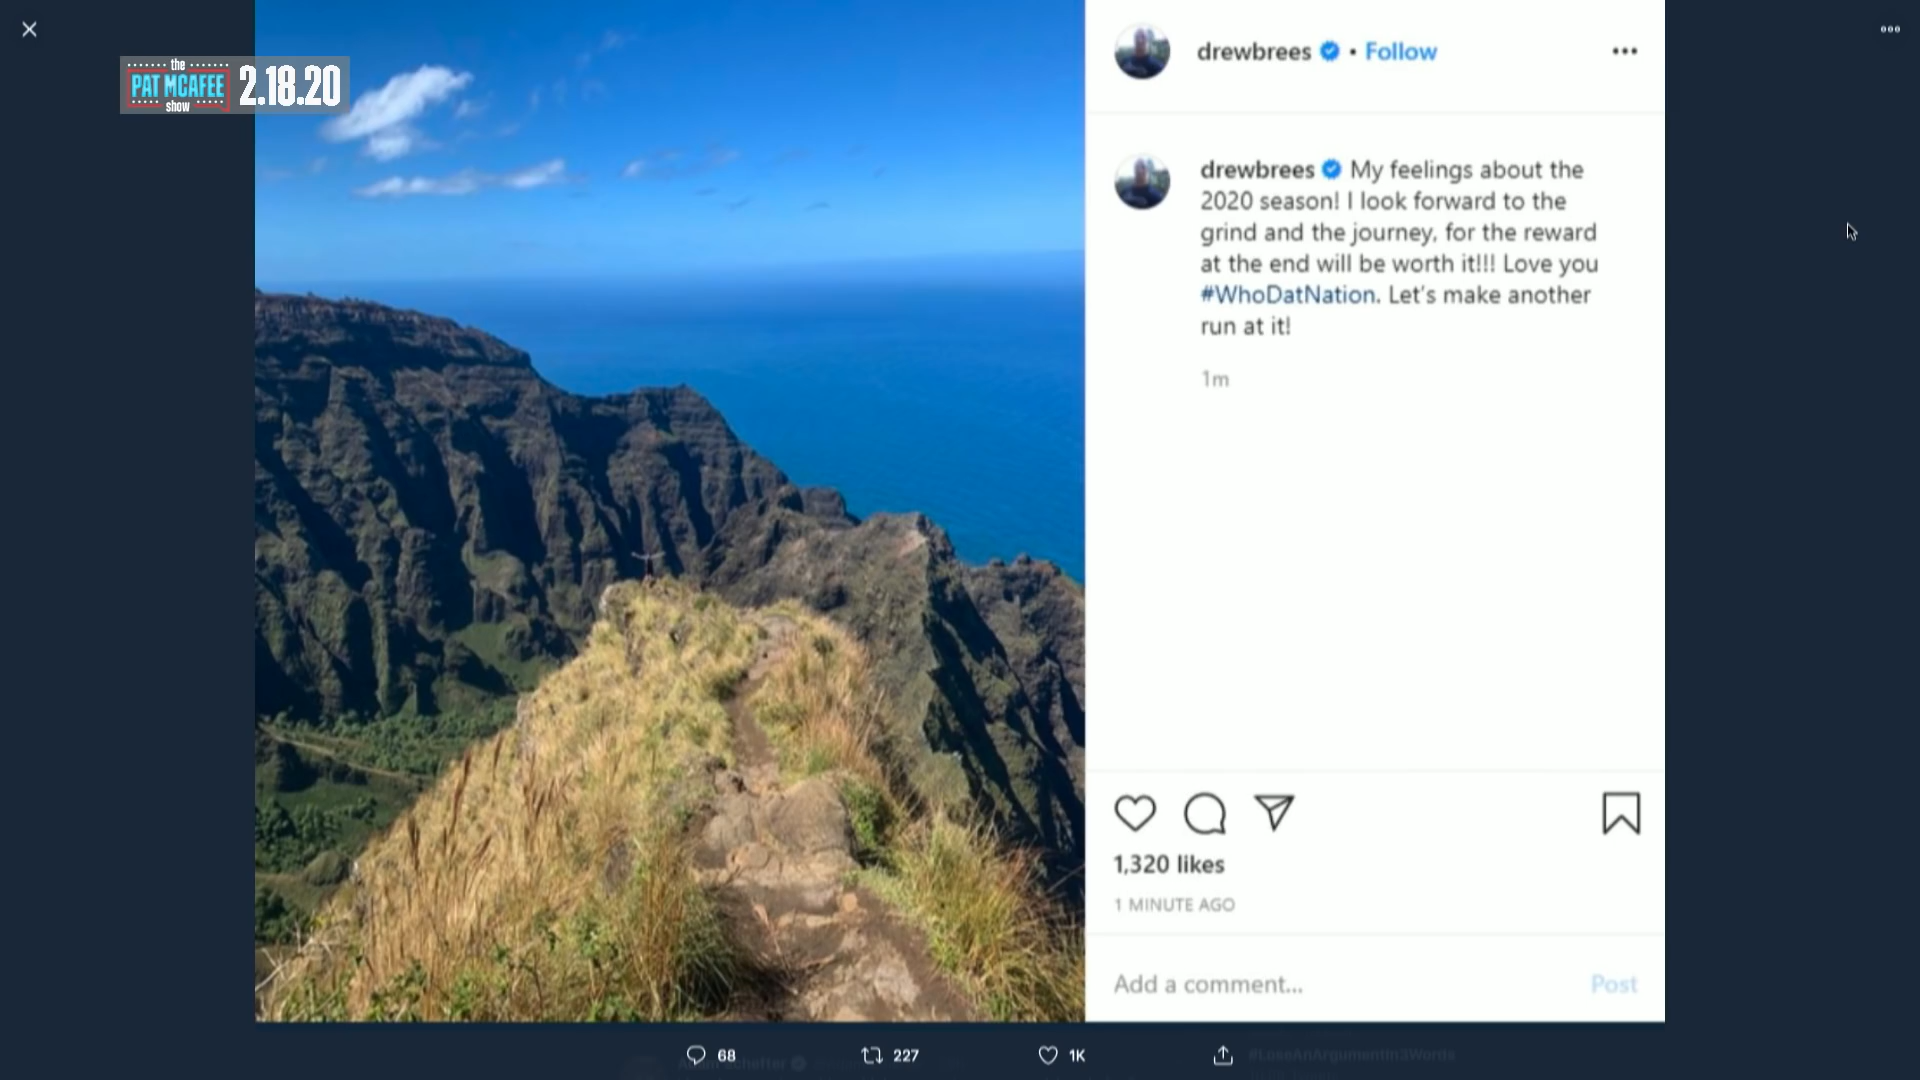 the
PAT MCAFEE
show
2.18.20
drewbrees • Follow
drewbrees My feelings about the
2020 season! I look forward to the
grind and the journey, for the reward
at the end will be worth it!!! Love you
#WhoDatNation. Let's make another
run at it!
1m
1,320 likes
1 MINUTE AGO
Add a comment...
Post
68
227
1K
#LoseAnArgumentIn3Words